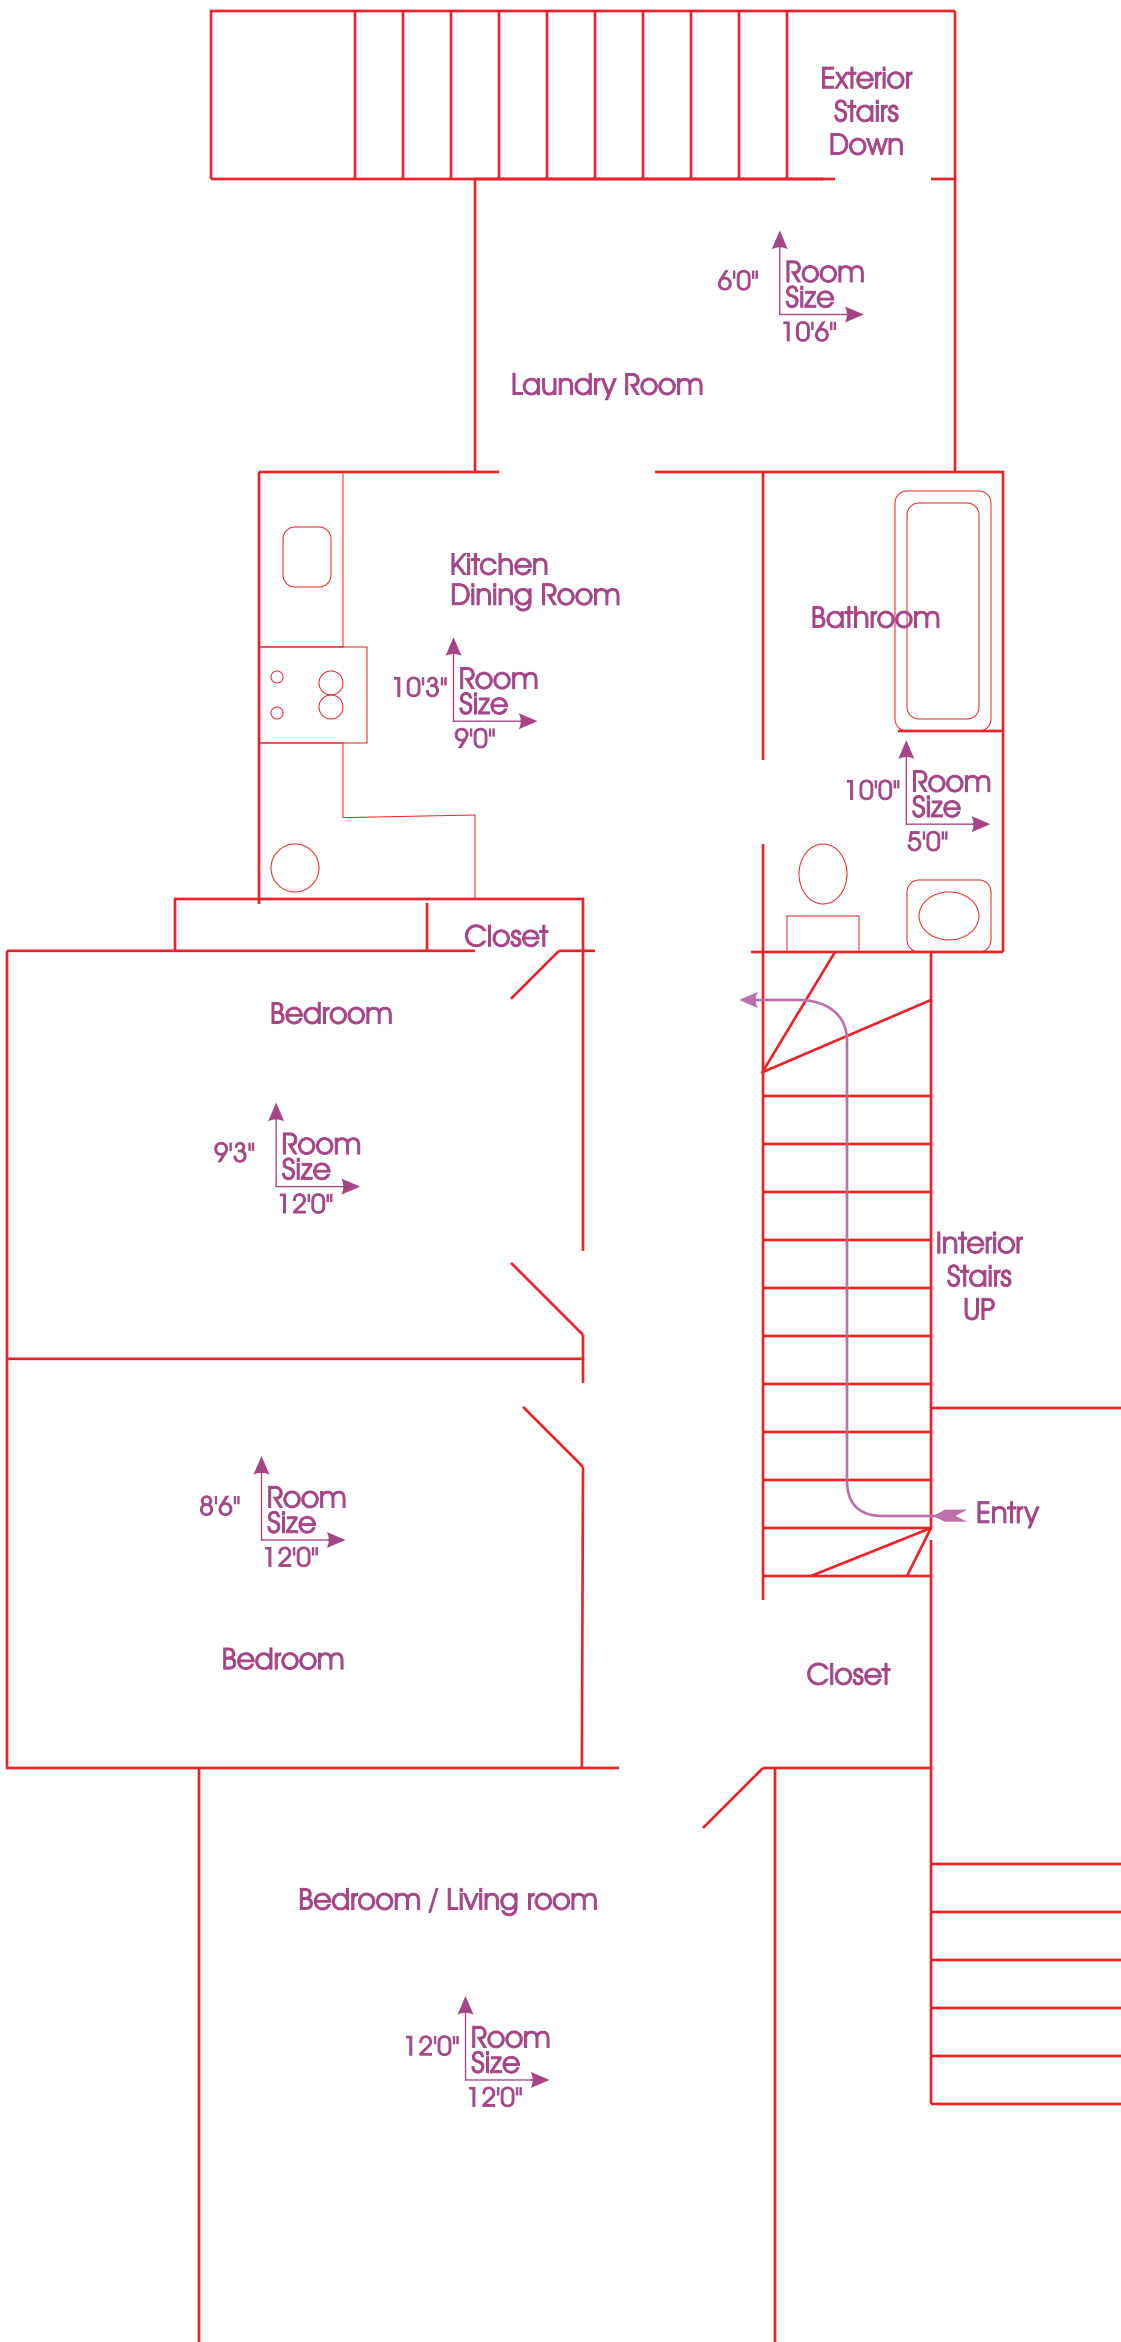 Exterior
Stairs
Down
6'0"
Room
Size
10'6"
Laundry Room
Kitchen
Dining Room
10'3"
Room
Size
9'0"
Bathroom
10'0"
Room
Size
5'0"
Closet
Bedroom
9'3"
Room
Size
12'0"
Interior
Stairs
UP
8'6"
Room
Size
12'0"
Entry
Bedroom
Closet
Bedroom / Living room
12'0"
Room
Size
12'0"